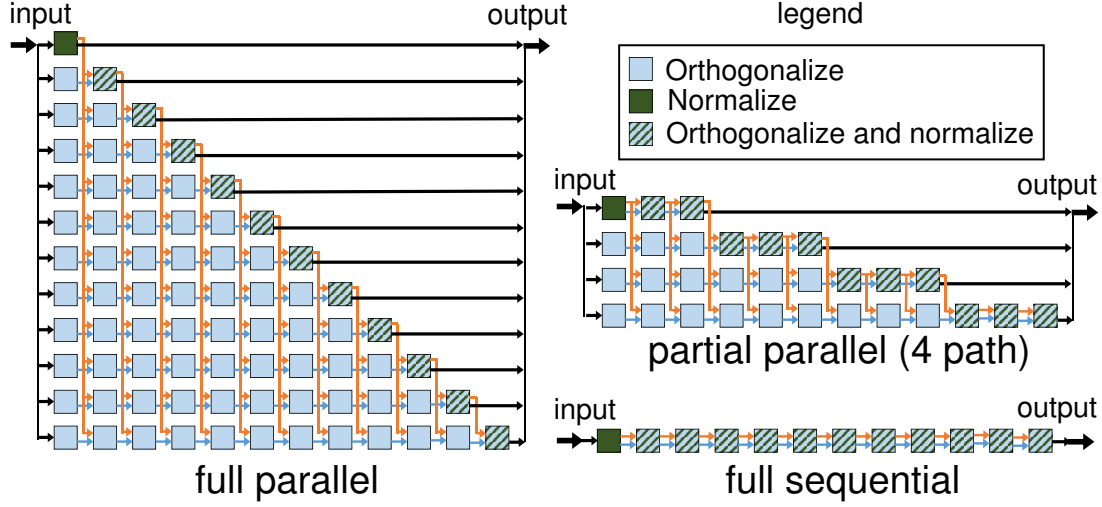 input
output
legend
Orthogonalize
Normalize
Orthogonalize and normalize
input
output
partial parallel (4 path)
input
output
full parallel
full sequential